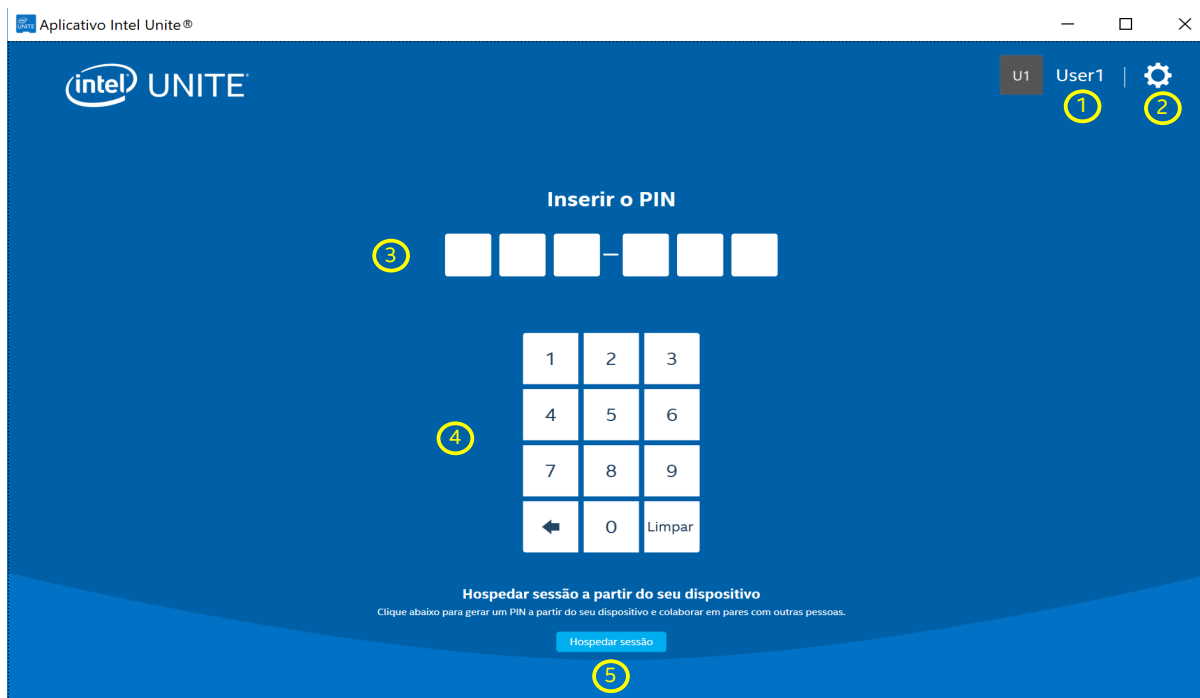 UNITE Aplicativo Intel Unite®
intel UNITE
U1 User1
1 2
Inserir o PIN
3
1 2 3
4 5 6
4
7 8 9
0 Limpar
Hospedar sessão a partir do seu dispositivo
Clique abaixo para gerar um PIN a partir do seu dispositivo e colaborar em pares com outras pessoas.
Hospedar sessão
5